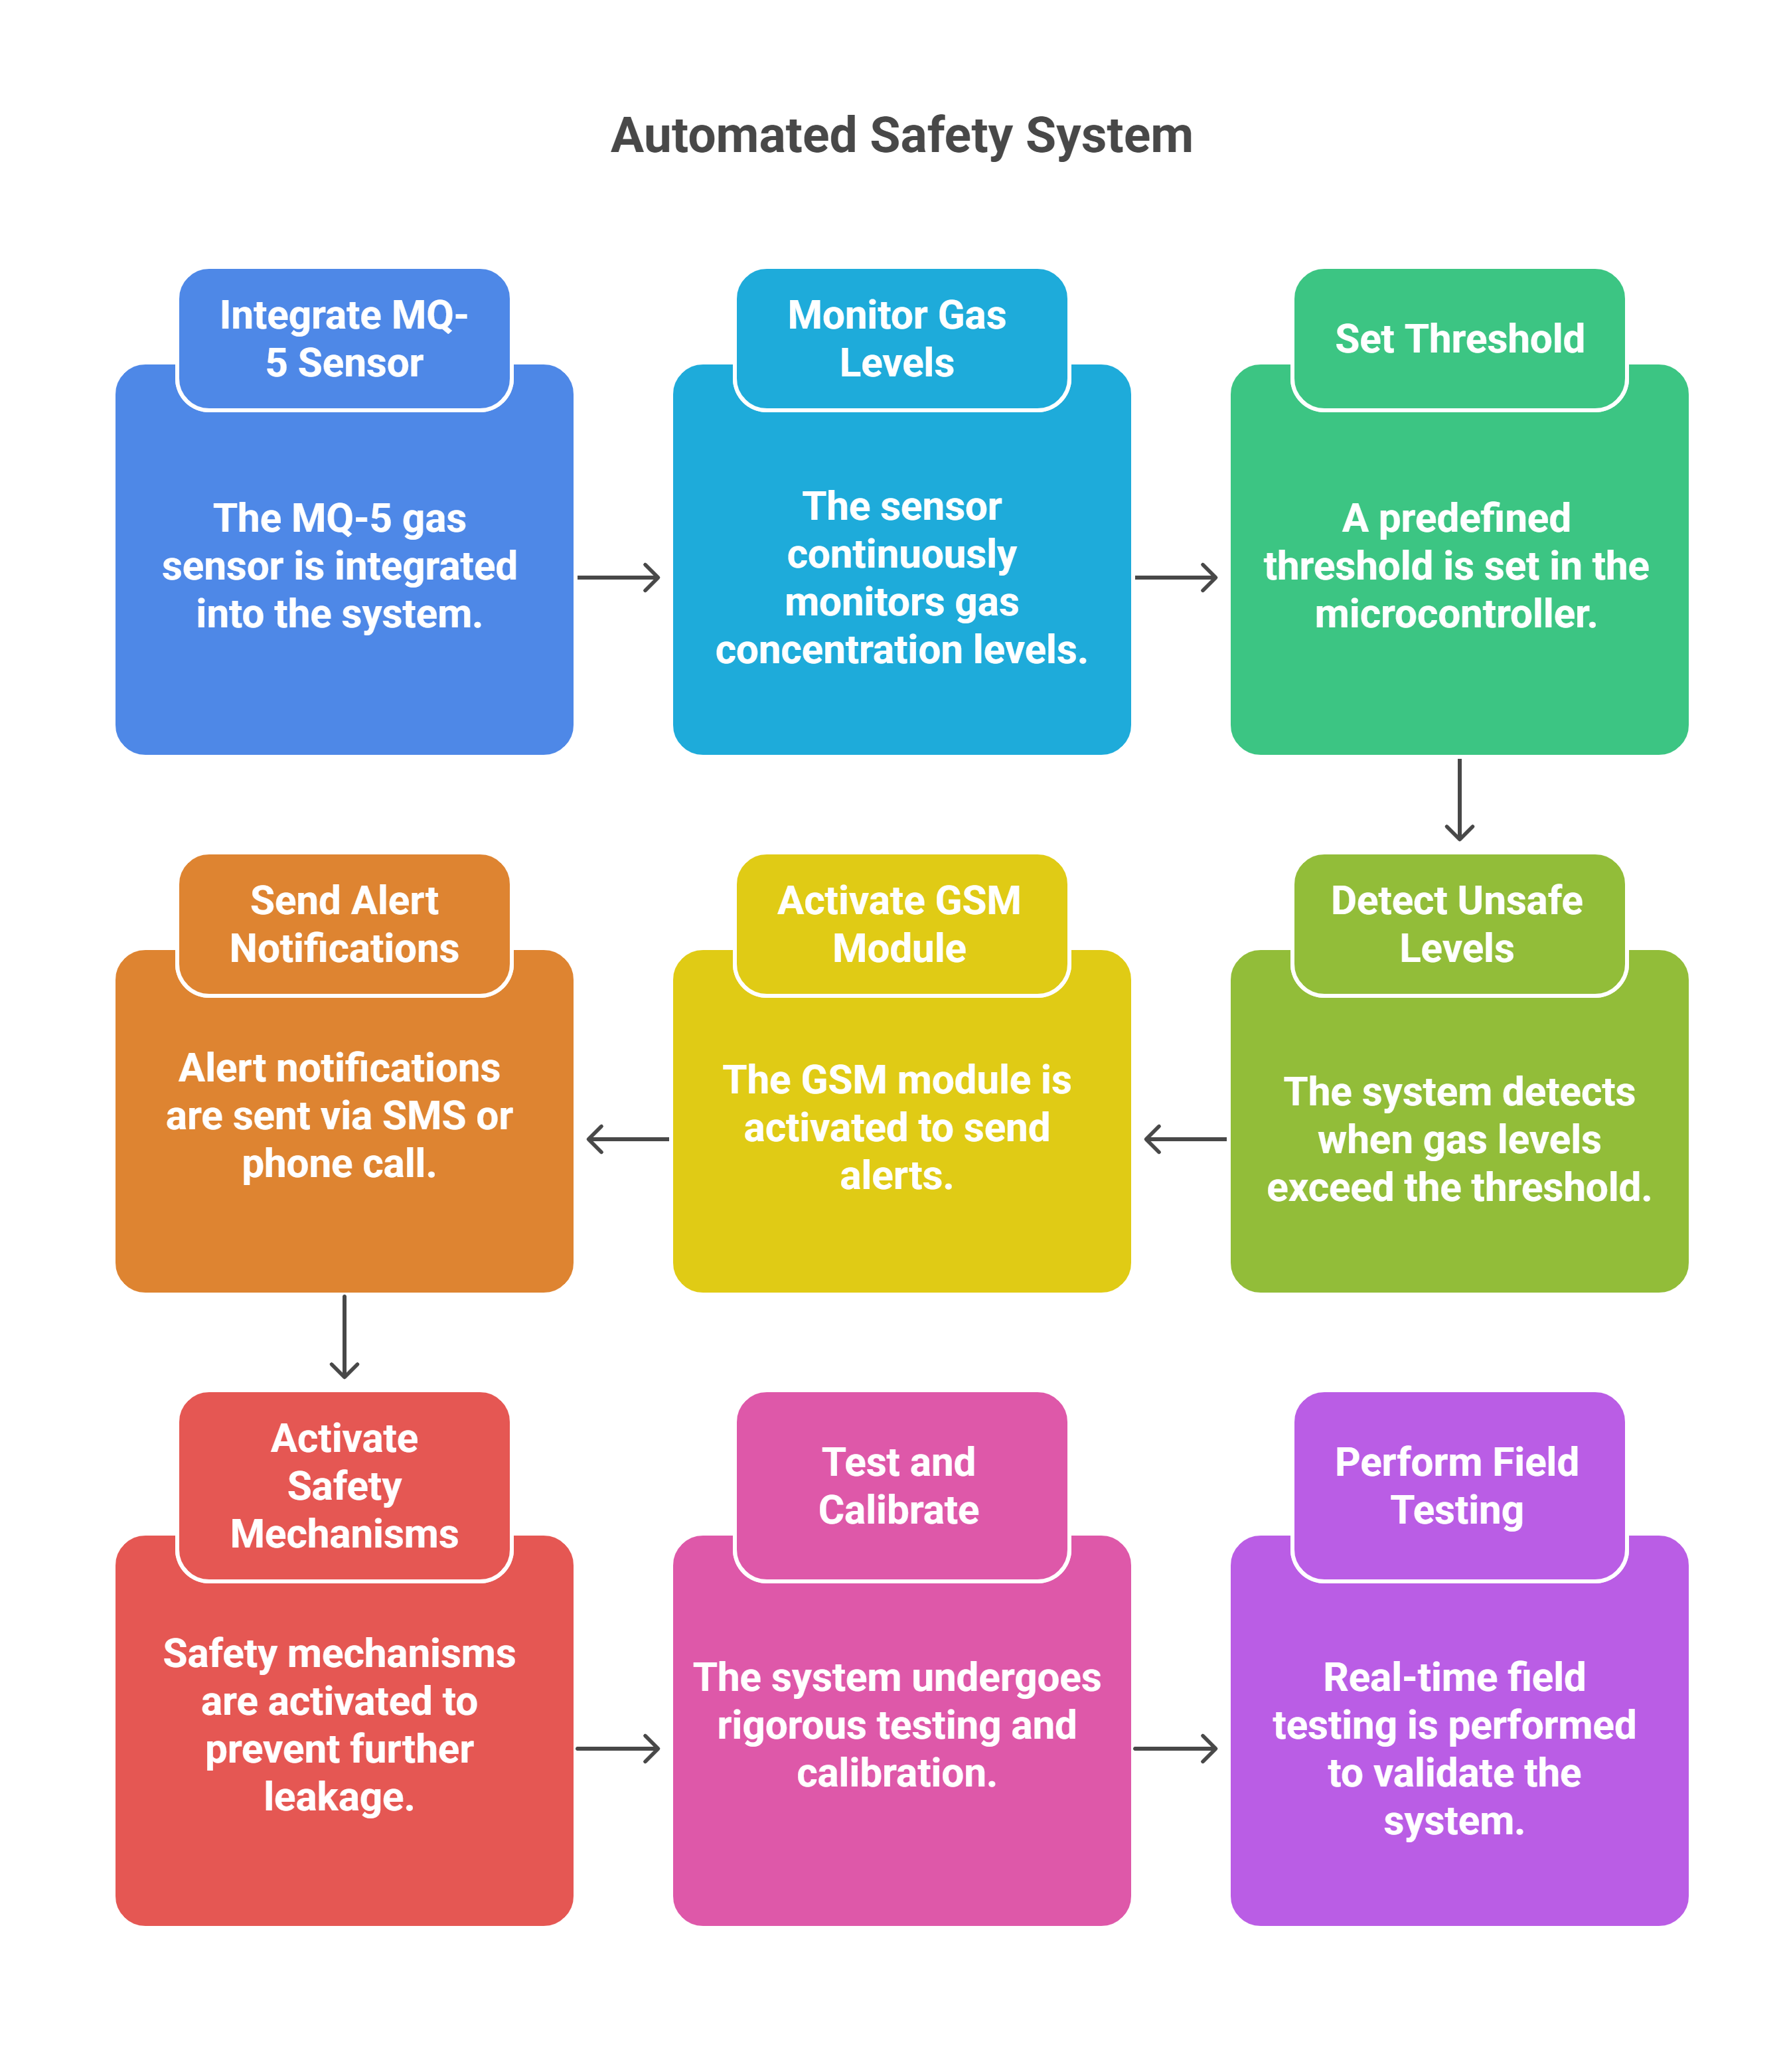 Automated Safety System
Integrate MQ-
5 Sensor
The MQ-5 gas
sensor is integrated
into the system.
Monitor Gas
Levels
The sensor
continuously
monitors gas
concentration levels.
Set Threshold
A predefined
threshold is set in the
microcontroller.
Detect Unsafe
Levels
The system detects
when gas levels
exceed the threshold.
Activate GSM
Module
The GSM module is
activated to send
alerts.
Send Alert
Notifications
Alert notifications
are sent via SMS or
phone call.
Activate
Safety
Mechanisms
Safety mechanisms
are activated to
prevent further
leakage.
Test and
Calibrate
The system undergoes
rigorous testing and
calibration.
Perform Field
Testing
Real-time field
testing is performed
to validate the
system.